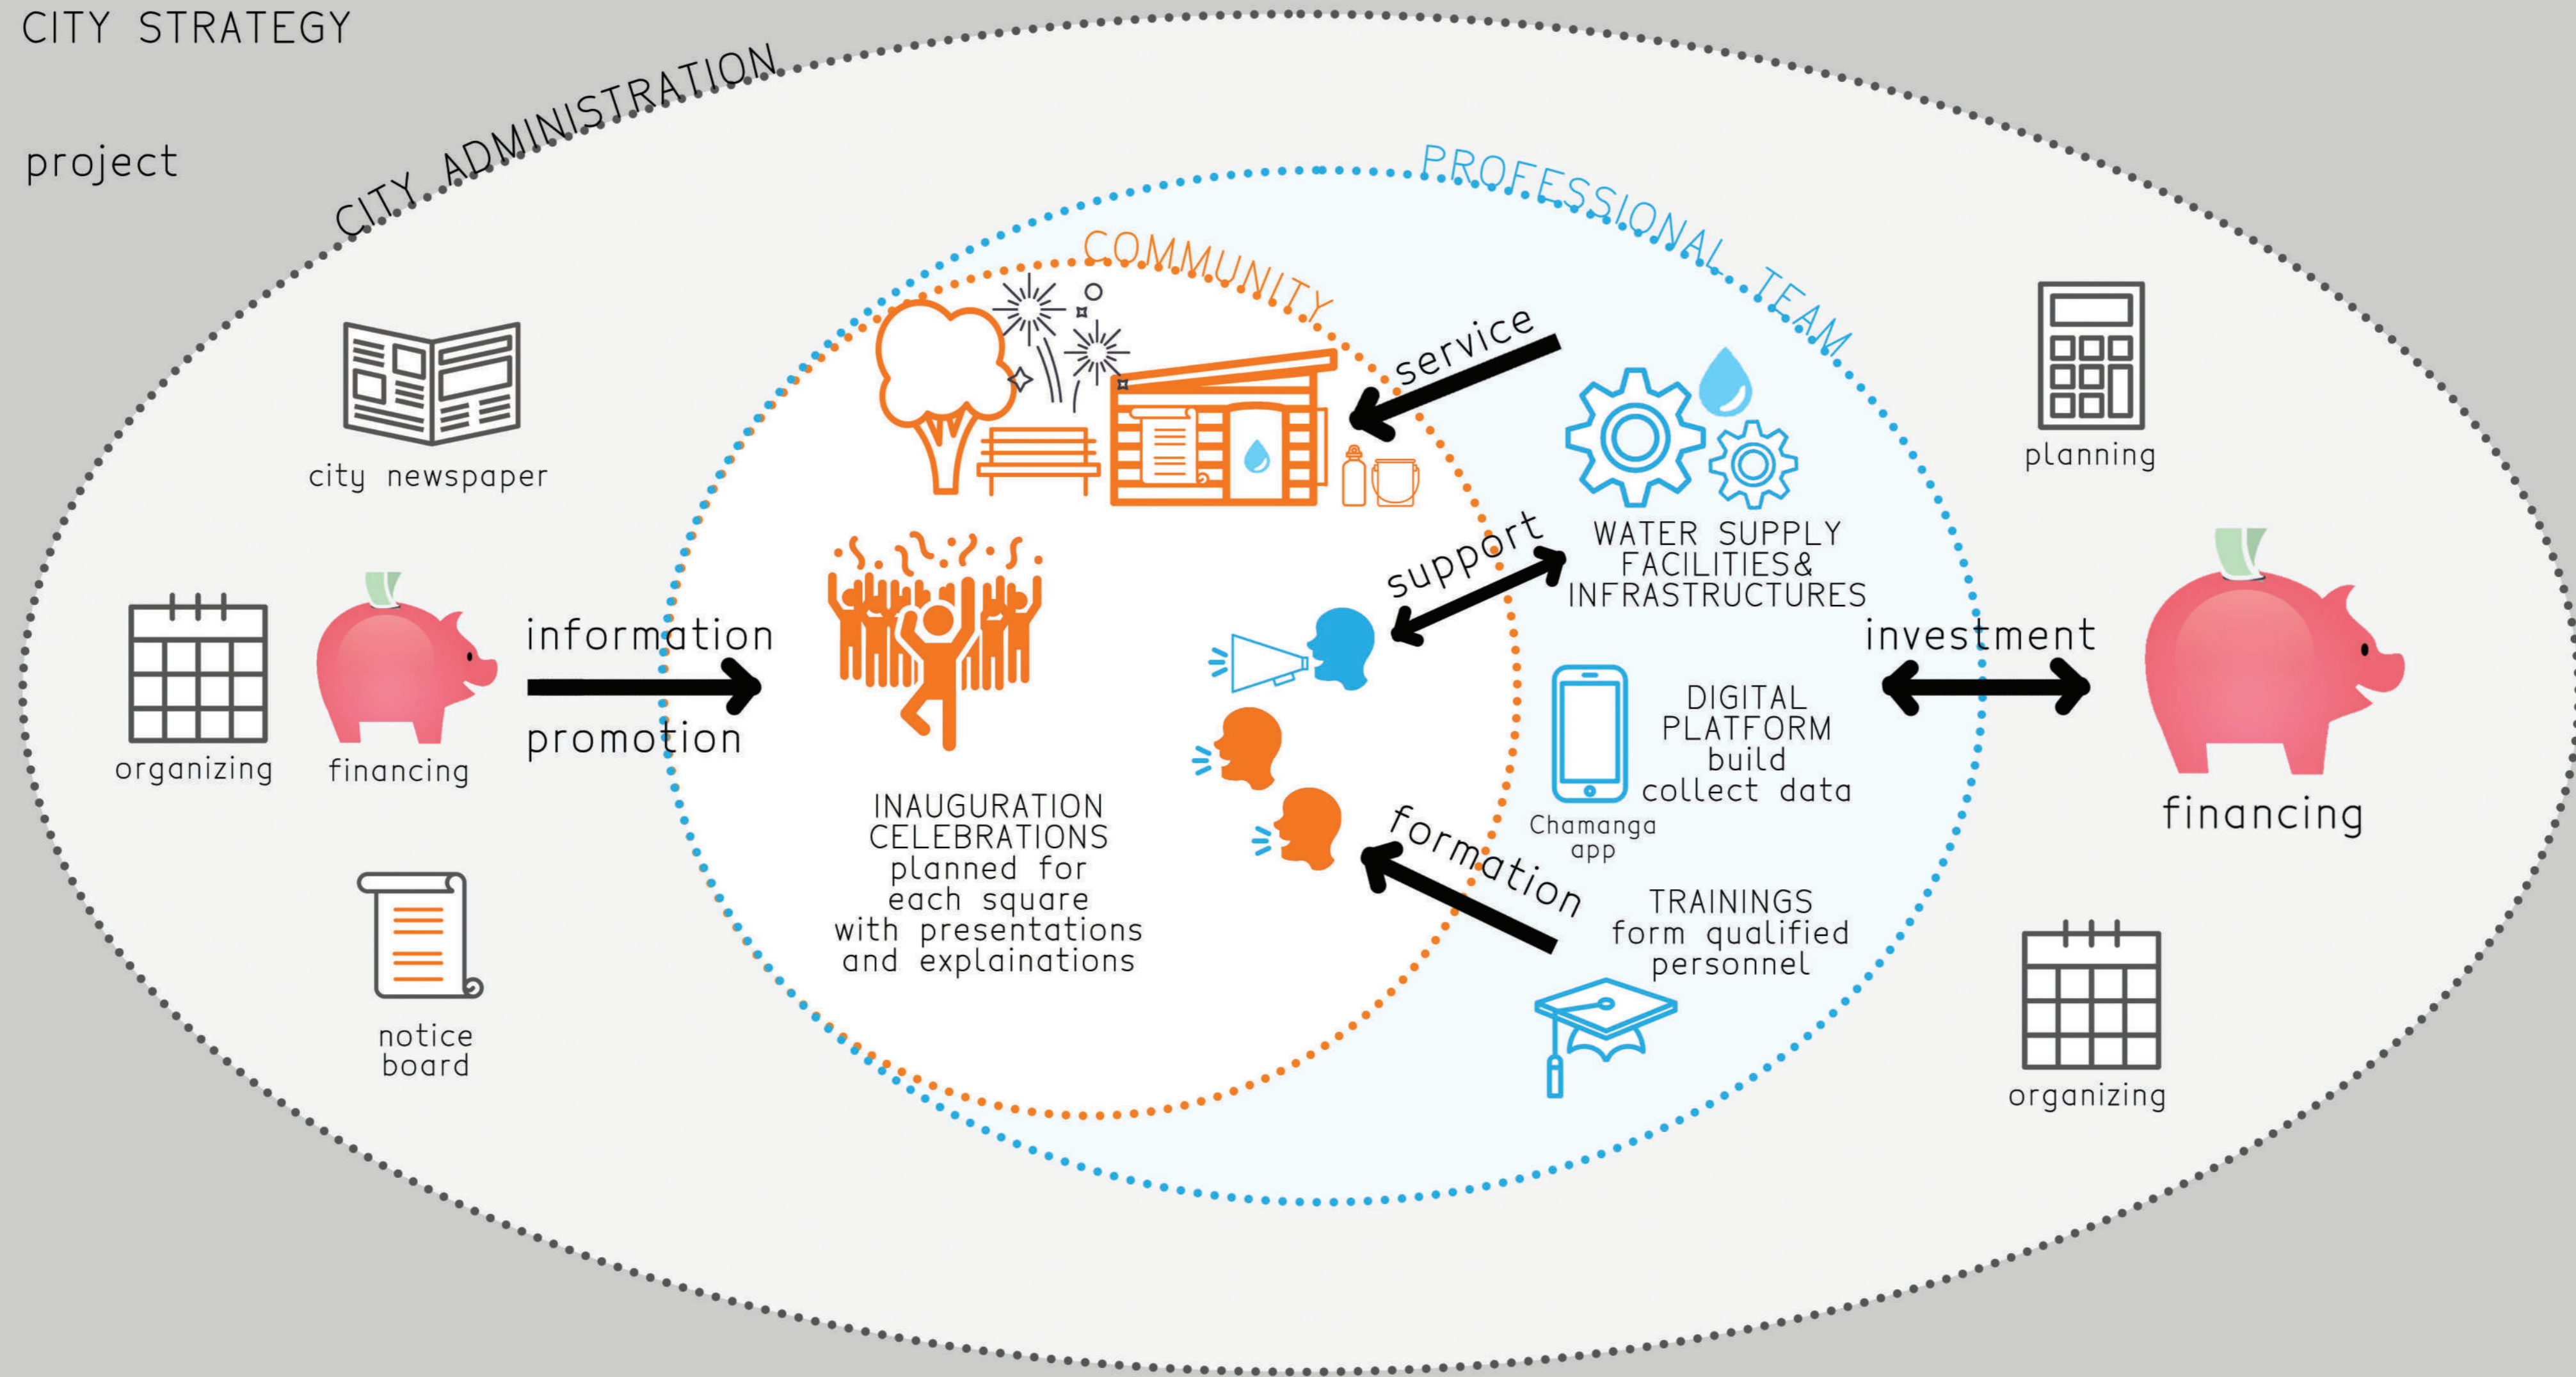 CITY STRATEGY
project
CITY ADMINISTRATION
PROFESSIONAL TEAM
COMMUNITY
city newspaper
organizing
financing
information
promotion
notice
board
INAUGURATION
CELEBRATIONS
planned for
each square
with presentations
and explainations
service
support
formation
WATER SUPPLY
FACILITIES&
INFRASTRUCTURES
DIGITAL
PLATFORM
build
collect data
Chamanga
app
TRAININGS
form qualified
personnel
investment
planning
financing
organizing